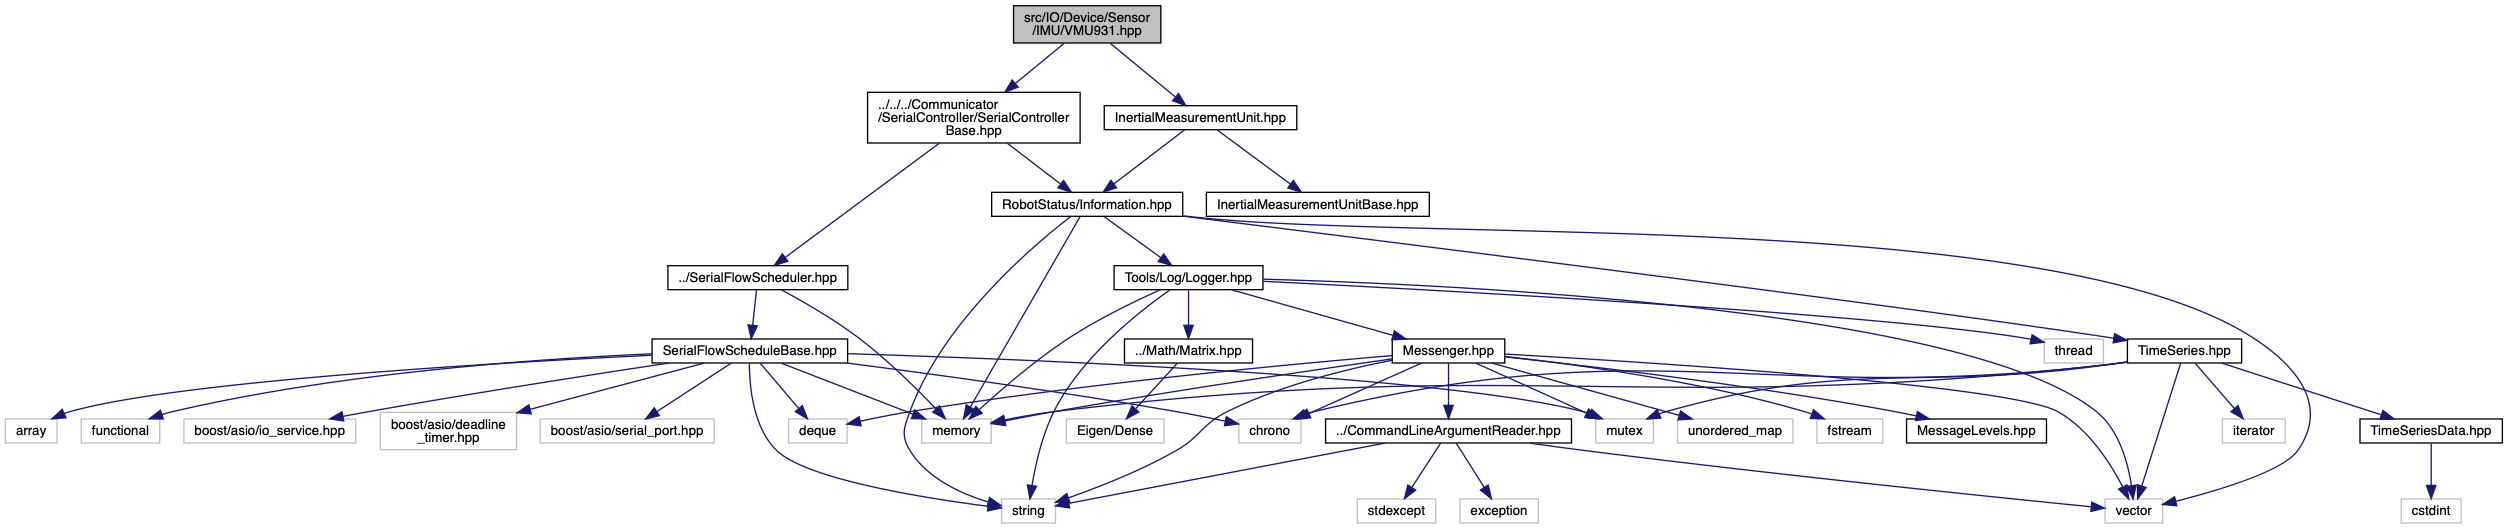 src/IO/Device/Sensor
/IMU/VMU931.hpp
../../../Communicator
/SerialController/SerialController
Base.hpp
InertialMeasurementUnit.hpp
RobotStatus/Information.hpp
InertialMeasurementUnitBase.hpp
../SerialFlowScheduler.hpp
Tools/Log/Logger.hpp
SerialFlowScheduleBase.hpp
../Math/Matrix.hpp
Messenger.hpp
thread
TimeSeries.hpp
array
functional
boost/asio/io_service.hpp
boost/asio/deadline
_timer.hpp
boost/asio/serial_port.hpp
deque
memory
Eigen/Dense
chrono
../CommandLineArgumentReader.hpp
mutex
unordered_map
fstream
MessageLevels.hpp
iterator
TimeSeriesData.hpp
string
stdexcept
exception
vector
cstdint